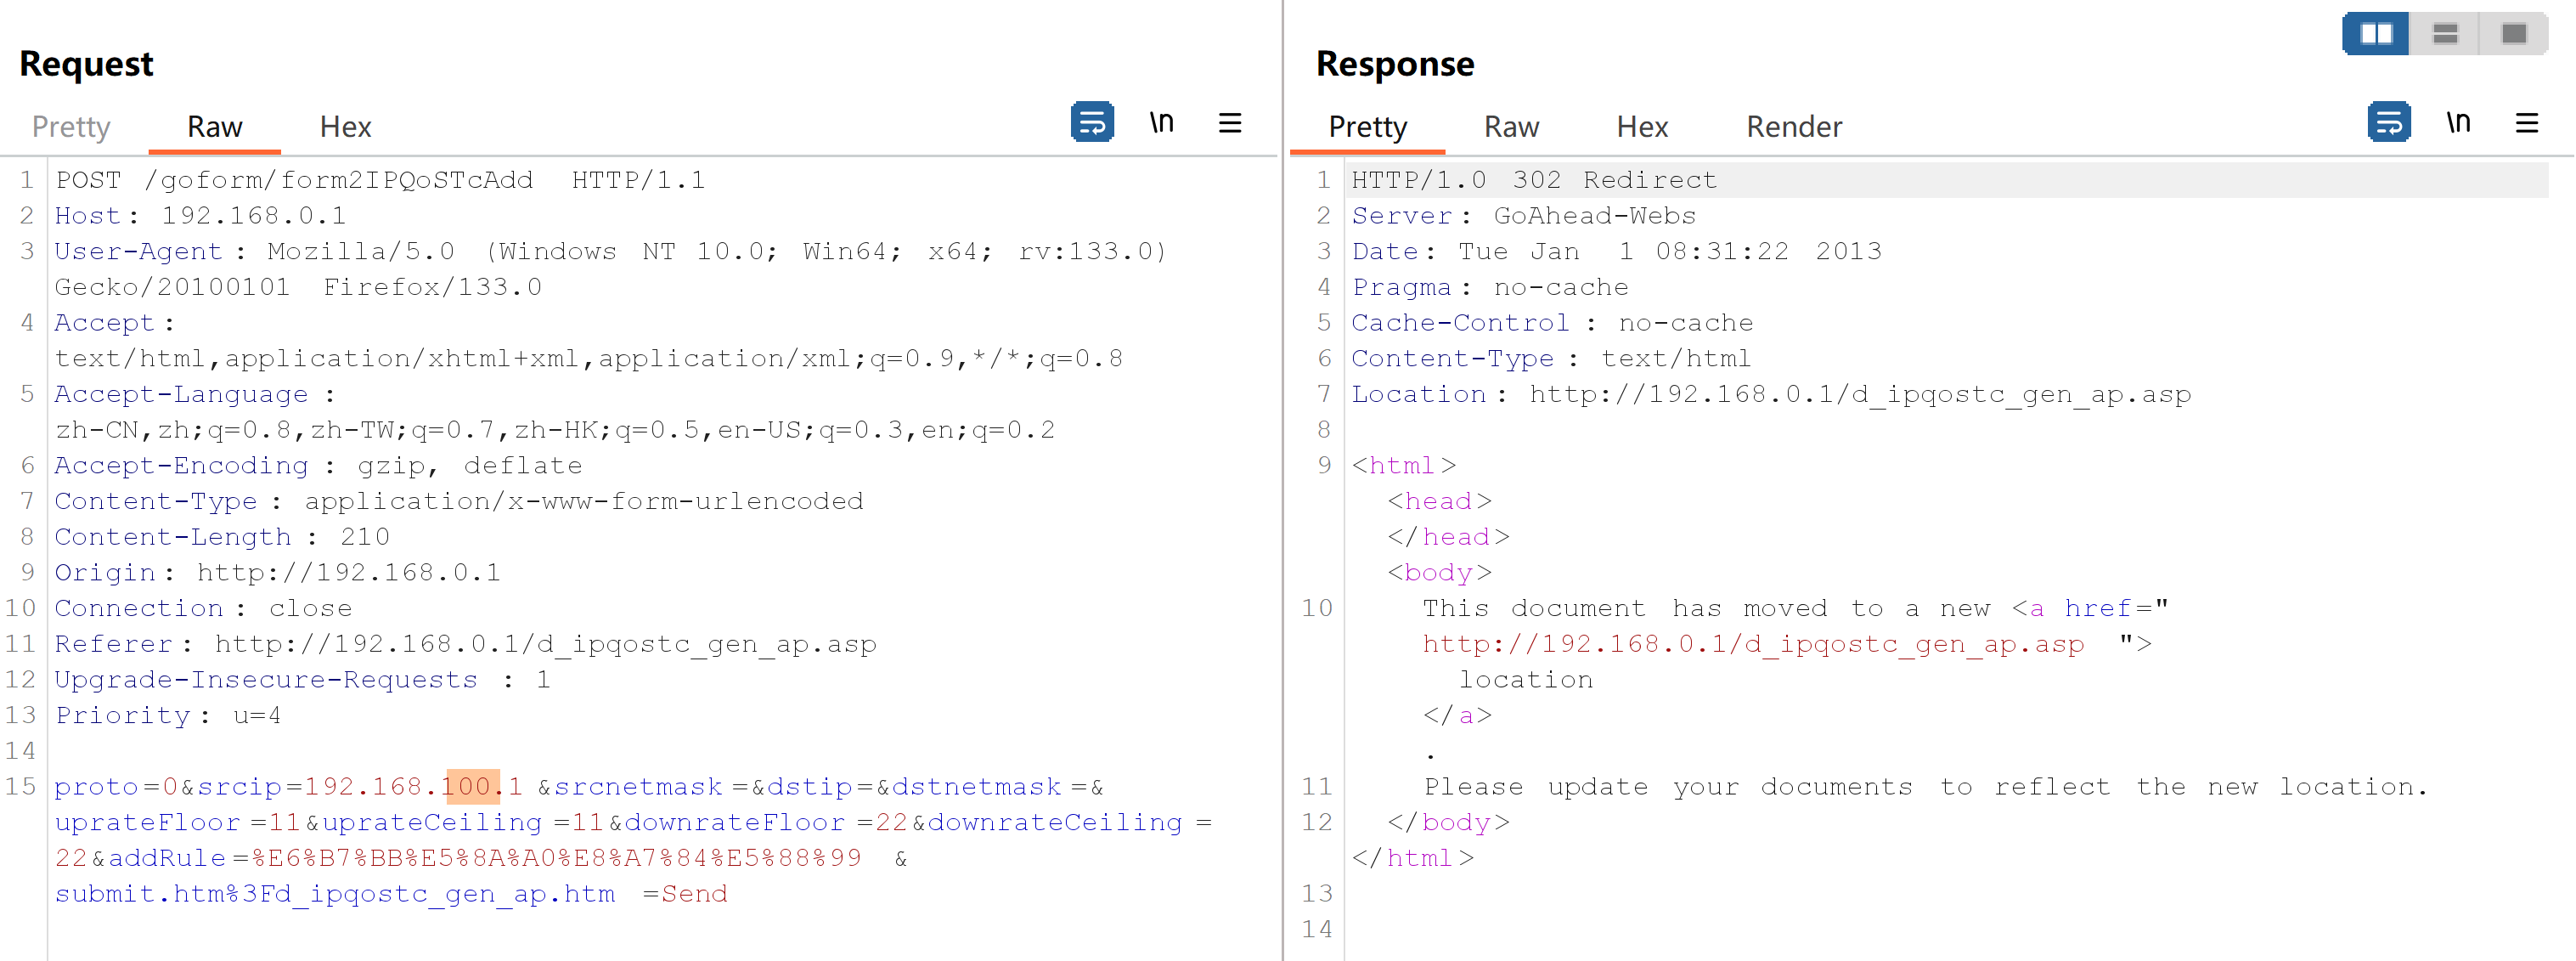 Request
Pretty Raw Hex \n
1 POST /goform/form2IPQoSTcAdd HTTP/1.1
2 Host: 192.168.0.1
3 User-Agent: Mozilla/5.0 (Windows NT 10.0; Win64; x64; rv:133.0)
Gecko/20100101 Firefox/133.0
4 Accept:
text/html,application/xhtml+xml,application/xml;q=0.9,*/*;q=0.8
5 Accept-Language:
zh-CN,zh;q=0.8,zh-TW;q=0.7,zh-HK;q=0.5,en-US;q=0.3,en;q=0.2
6 Accept-Encoding: gzip, deflate
7 Content-Type: application/x-www-form-urlencoded
8 Content-Length: 210
9 Origin: http://192.168.0.1
10 Connection: close
11 Referer: http://192.168.0.1/d_ipqostc_gen_ap.asp
12 Upgrade-Insecure-Requests: 1
13 Priority: u=4
14
15 proto=0&srcip=192.168.100.1&srcnetmask=&dstip=&dstnetmask=&
uprateFloor=11&uprateCeiling=11&downrateFloor=22&downrateCeiling=
22&addRule=%E6%B7%BB%E5%8A%A0%E8%A7%84%E5%88%99&
submit.htm%3Fd_ipqostc_gen_ap.htm=Send
Response
Pretty Raw Hex Render \n
1 HTTP/1.0 302 Redirect
2 Server: GoAhead-Webs
3 Date: Tue Jan 1 08:31:22 2013
4 Pragma: no-cache
5 Cache-Control: no-cache
6 Content-Type: text/html
7 Location: http://192.168.0.1/d_ipqostc_gen_ap.asp
8
9 <html>
<head>
</head>
<body>
10 This document has moved to a new <a href="
http://192.168.0.1/d_ipqostc_gen_ap.asp">
location
</a>
.
11 Please update your documents to reflect the new location.
12 </body>
</html>
13
14